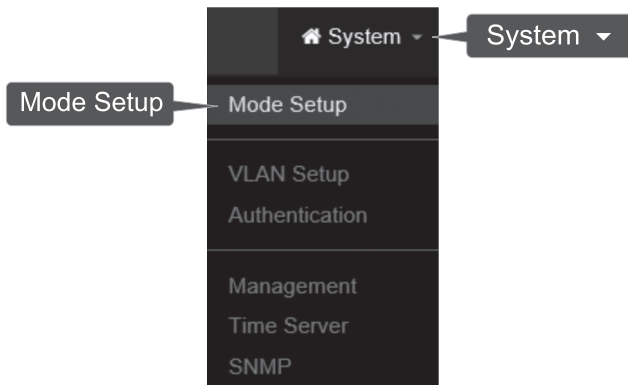 System
System
Mode Setup
Mode Setup
VLAN Setup
Authentication
Management
Time Server
SNMP